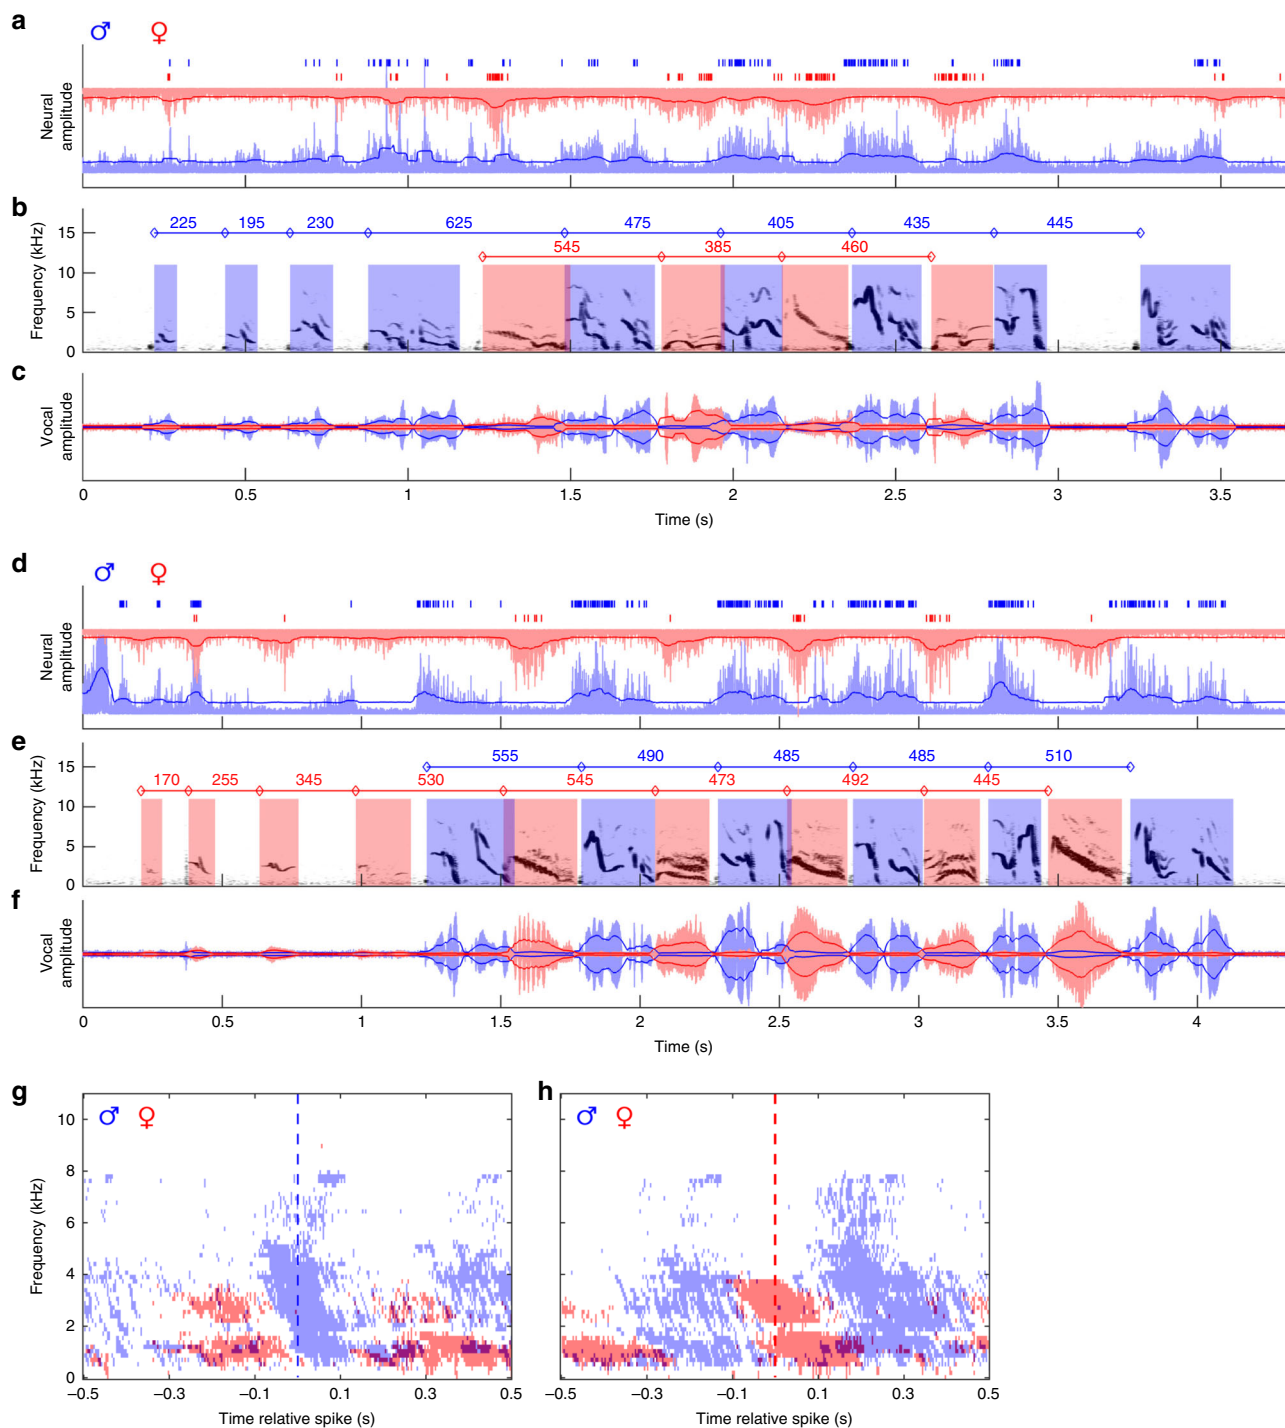 a
♂ ♀
Neural amplitude
b
225 195 230 625 475 405 435 445
545 385 460
Frequency (kHz)
15
10
5
0
c
Vocal amplitude
0 0.5 1 1.5 2 2.5 3 3.5
Time (s)
d
♂ ♀
Neural amplitude
e
555 490 485 485 510
170 255 345 530 545 473 492 445
Frequency (kHz)
15
10
5
0
f
Vocal amplitude
0 0.5 1 1.5 2 2.5 3 3.5 4
Time (s)
g
♂ ♀
Frequency (kHz)
10
8
6
4
2
0
–0.5 –0.3 –0.1 0.1 0.3 0.5
Time relative spike (s)
h
♂ ♀
–0.5 –0.3 –0.1 0.1 0.3 0.5
Time relative spike (s)